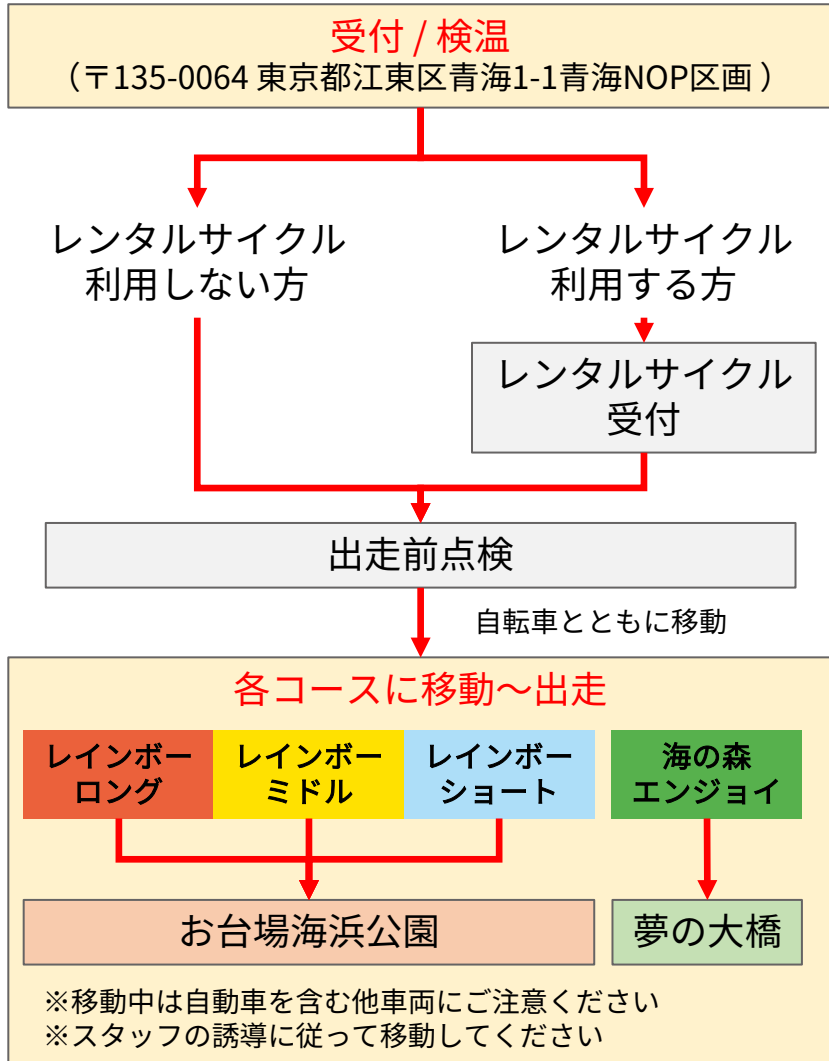 受付 / 検温
（〒135-0064 東京都江東区青海1-1青海NOP区画 ）
レンタルサイクル
利用しない方
レンタルサイクル
利用する方
レンタルサイクル
受付
出走前点検
自転車とともに移動
各コースに移動～出走
レインボー
ロング
レインボー
ミドル
レインボー
ショート
海の森
エンジョイ
お台場海浜公園
夢の大橋
※移動中は自動車を含む他車両にご注意ください
※スタッフの誘導に従って移動してください